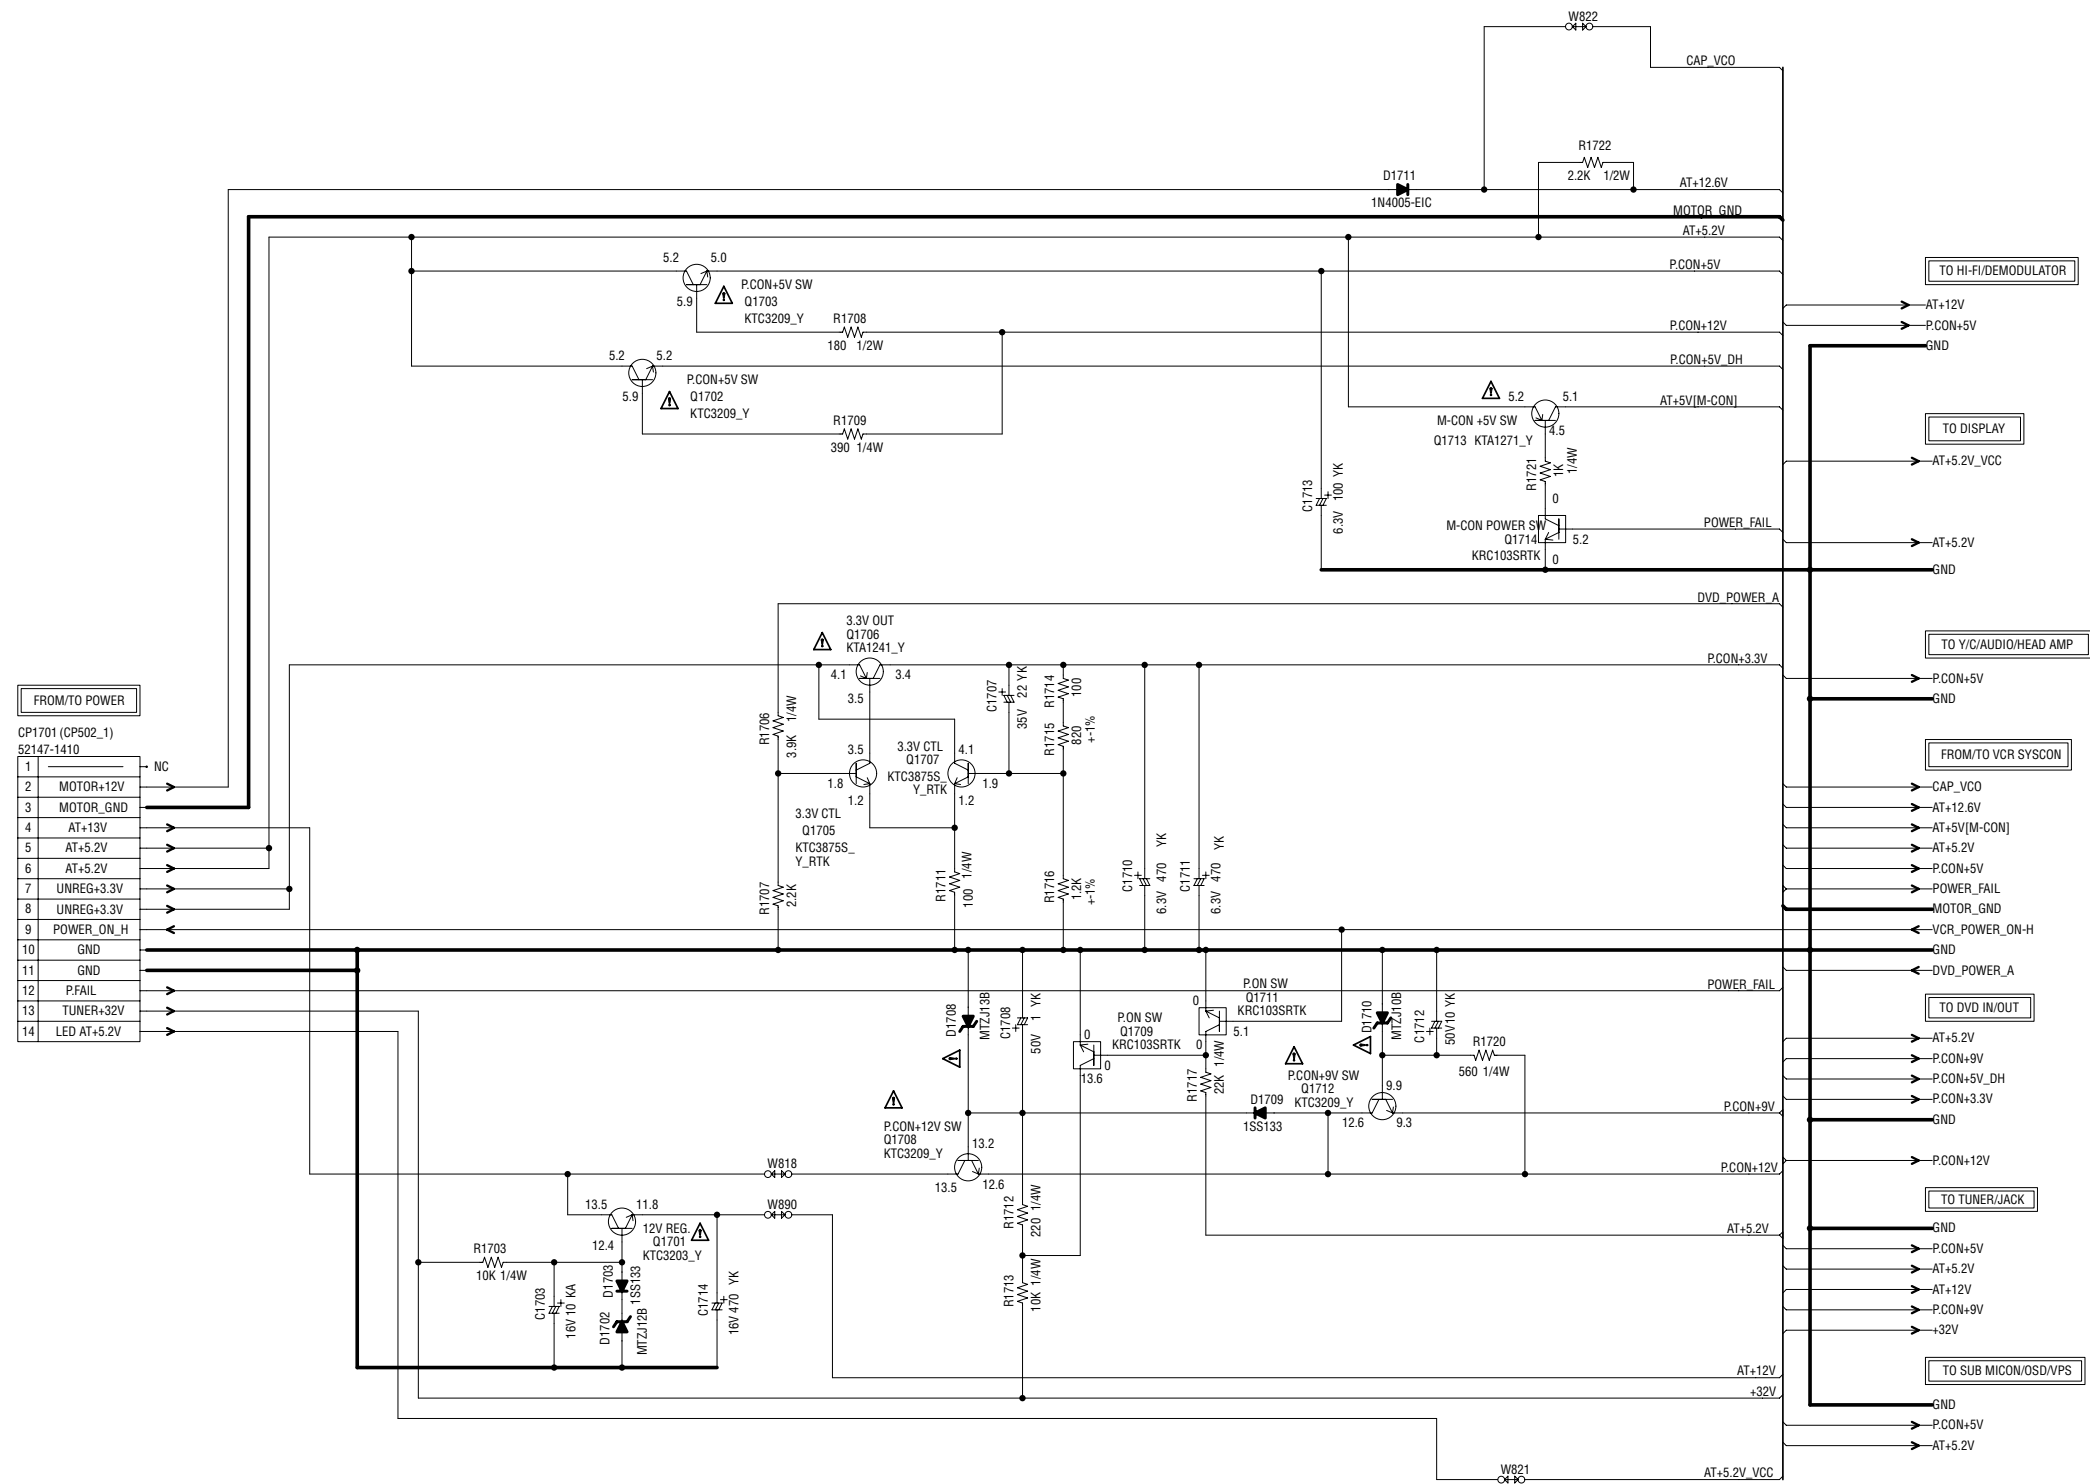 W822
CAP_VCO
R1722
2.2K 1/2W
D1711
1N4005-EIC
AT+12.6V
MOTOR_GND
AT+5.2V
5.2 5.0
P.CON+5V
5.9
P.CON+5V SW
Q1703
KTC3209_Y
R1708
180 1/2W
P.CON+12V
5.2 5.2
P.CON+5V_DH
5.9
P.CON+5V SW
Q1702
KTC3209_Y
R1709
390 1/4W
5.2 5.1
AT+5V[M-CON]
M-CON +5V SW
Q1713 KTA1271_Y
4.5
R1721
1K
1/4W
C1713
6.3V 100 YK
0
M-CON POWER SW
Q1714
KRC103SRTK
5.2
0
POWER_FAIL
DVD_POWER_A
3.3V OUT
Q1706
KTA1241_Y
4.1 3.4
3.5
P.CON+3.3V
R1706
3.9K 1/4W
3.5
1.8
1.2
3.3V CTL
Q1705
KTC3875S_
Y_RTK
3.3V CTL
Q1707
KTC3875S_
Y_RTK
4.1
1.9
1.2
C1707
35V 22 YK
R1714
100
R1715
820
+-1%
R1707
2.2K
R1711
100 1/4W
R1716
1.2K
+-1%
C1710
6.3V 470 YK
C1711
6.3V 470 YK
FROM/TO POWER
CP1701 (CP502_1)
52147-1410
1 NC
2 MOTOR+12V
3 MOTOR_GND
4 AT+13V
5 AT+5.2V
6 AT+5.2V
7 UNREG+3.3V
8 UNREG+3.3V
9 POWER_ON_H
10 GND
11 GND
12 P.FAIL
13 TUNER+32V
14 LED AT+5.2V
POWER_FAIL
D1708
MTZJ13B
C1708
50V 1 YK
P.ON SW
Q1709
KRC103SRTK
0
0
13.6
P.ON SW
Q1711
KRC103SRTK
0
5.1
0
R1717
22K 1/4W
D1710
MTZJ10B
C1712
50V10 YK
R1720
560 1/4W
P.CON+9V SW
Q1712
KTC3209_Y
9.9
12.6 9.3
D1709
1SS133
P.CON+9V
P.CON+12V SW
Q1708
KTC3209_Y
13.2
13.5 12.6
W818
P.CON+12V
W890
R1712
220 1/4W
R1713
10K 1/4W
AT+5.2V
13.5 11.8
12.4
12V REG.
Q1701
KTC3203_Y
R1703
10K 1/4W
C1703
16V 10 KA
D1703
1SS133
D1702
MTZJ12B
C1714
16V 470 YK
AT+12V
+32V
W821
AT+5.2V_VCC
TO HI-FI/DEMODULATOR
AT+12V
P.CON+5V
GND
TO DISPLAY
AT+5.2V_VCC
AT+5.2V
GND
TO Y/C/AUDIO/HEAD AMP
P.CON+5V
GND
FROM/TO VCR SYSCON
CAP_VCO
AT+12.6V
AT+5V[M-CON]
AT+5.2V
P.CON+5V
POWER_FAIL
MOTOR_GND
VCR_POWER_ON-H
GND
DVD_POWER_A
TO DVD IN/OUT
AT+5.2V
P.CON+9V
P.CON+5V_DH
P.CON+3.3V
GND
P.CON+12V
TO TUNER/JACK
GND
P.CON+5V
AT+5.2V
AT+12V
P.CON+9V
+32V
TO SUB MICON/OSD/VPS
GND
P.CON+5V
AT+5.2V